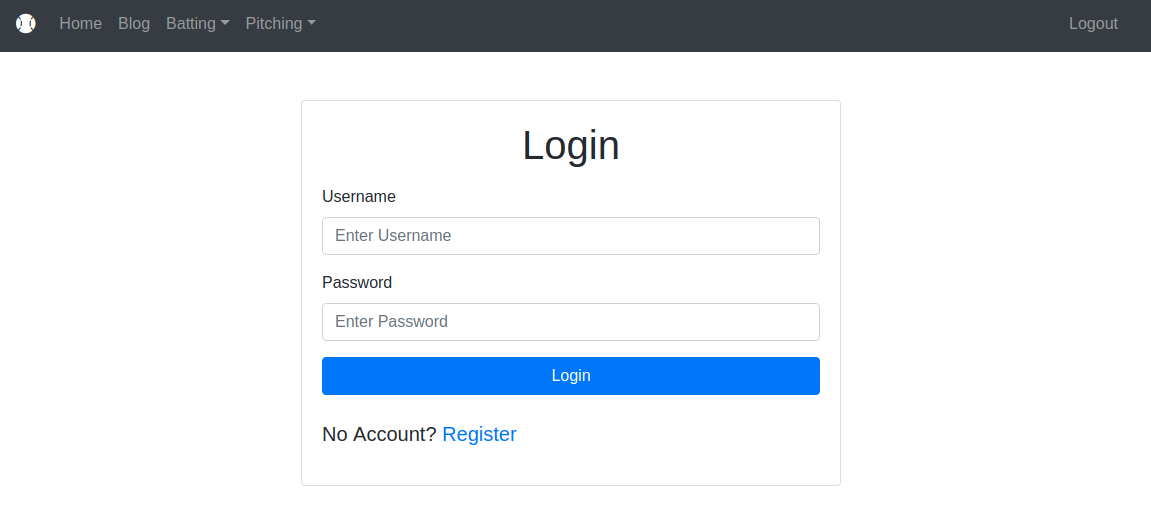 Home Blog Batting Pitching Logout
Login
Username
Enter Username
Password
Enter Password
Login
No Account? Register